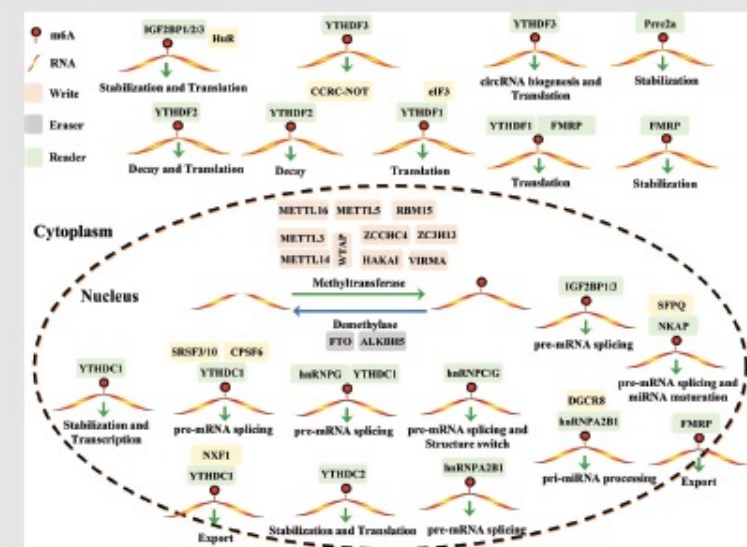 m6A
RNA
Write
Eraser
Reader
IGF2BP1/2/3
HuR
Stabilization and Translation
YTHDF3
YTHDF3
circRNA biogenesis and
Translation
Prrc2a
Stabilization
YTHDF2
Decay and Translation
CCRC-NOT
YTHDF2
Decay
eIF3
YTHDF1
Translation
YTHDF1 FMRP
Translation
FMRP
Stabilization
Cytoplasm
Nucleus
METTL16 METTL5 RBM15
METTL3 WTAP ZCCHC4 ZC3H13
METTL14 HAKAI VIRMA
Methyltransferase
Demethylase
FTO ALKBH5
IGF2BP1/3
pre-mRNA splicing
SFPQ
NKAP
pre-mRNA splicing and
miRNA maturation
YTHDC1
Stabilization and
Transcription
SRSF3/10 CPSF6
YTHDC1
pre-mRNA splicing
hnRNPG YTHDC1
pre-mRNA splicing
hnRNPC/G
pre-mRNA splicing and
Structure switch
DGCR8
hnRNPA2B1
pri-miRNA processing
FMRP
Export
NXF1
YTHDC1
Export
YTHDC2
Stabilization and Translation
hnRNPA2B1
pre-mRNA splicing